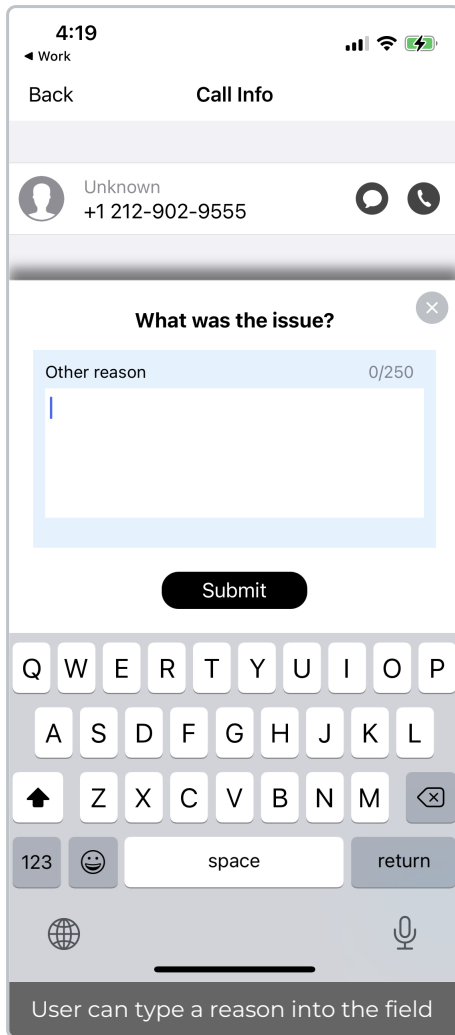 4:19
◀ Work
Back
Call Info
Unknown
+1 212-902-9555
What was the issue?
Other reason
0/250
Submit
Q W E R T Y U I O P
A S D F G H J K L
Z X C V B N M
123 space return
User can type a reason into the field